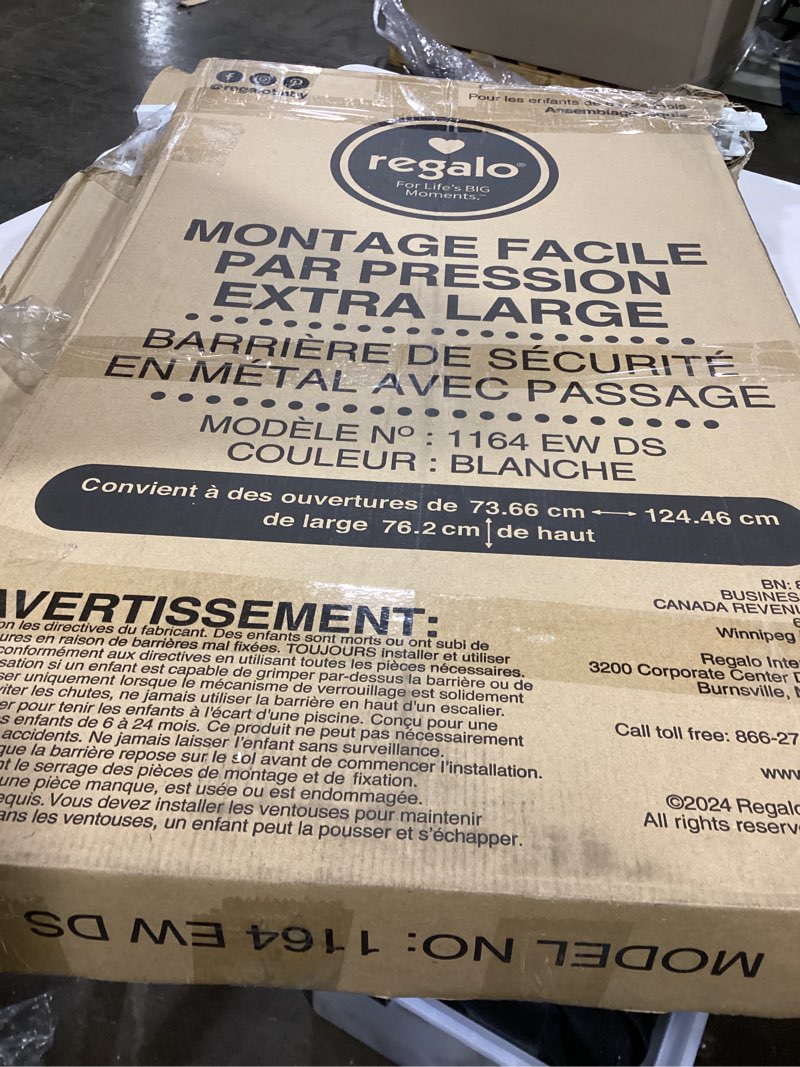 @regalobaby
Pour les enfants de 24 mois
Assemblage
regalo®
For Life's BIG
Moments.™
MONTAGE FACILE
PAR PRESSION
EXTRA LARGE
BARRIÈRE DE SÉCURITÉ
EN MÉTAL AVEC PASSAGE
MODÈLE Nº : 1164 EW DS
COULEUR : BLANCHE
Convient à des ouvertures de 73.66 cm ⟷ 124.46 cm
de large 76.2 cm ↕ de haut
AVERTISSEMENT:
les directives du fabricant. Des enfants sont morts ou ont subi de
en raison de barrières mal fixées. TOUJOURS installer et utiliser
conformément aux directives en utilisant toutes les pièces nécessaires.
si un enfant est capable de grimper par-dessus la barrière ou de
uniquement lorsque le mécanisme de verrouillage est solidement
les chutes, ne jamais utiliser la barrière en haut d'un escalier.
pour tenir les enfants à l'écart d'une piscine. Conçu pour une
enfants de 6 à 24 mois. Ce produit ne peut pas nécessairement
accidents. Ne jamais laisser l'enfant sans surveillance.
que la barrière repose sur le sol avant de commencer l'installation.
le serrage des pièces de montage et de fixation.
une pièce manque, est usée ou est endommagée.
Vous devez installer les ventouses pour maintenir
les ventouses, un enfant peut la pousser et s'échapper.
BN:
BUSINES
CANADA REVEN
Winnipeg
Regalo Inte
3200 Corporate Center D
Burnsville,
Call toll free: 866-27
www
©2024 Regalo
All rights reserv
MODEL NO: 1164 EW DS